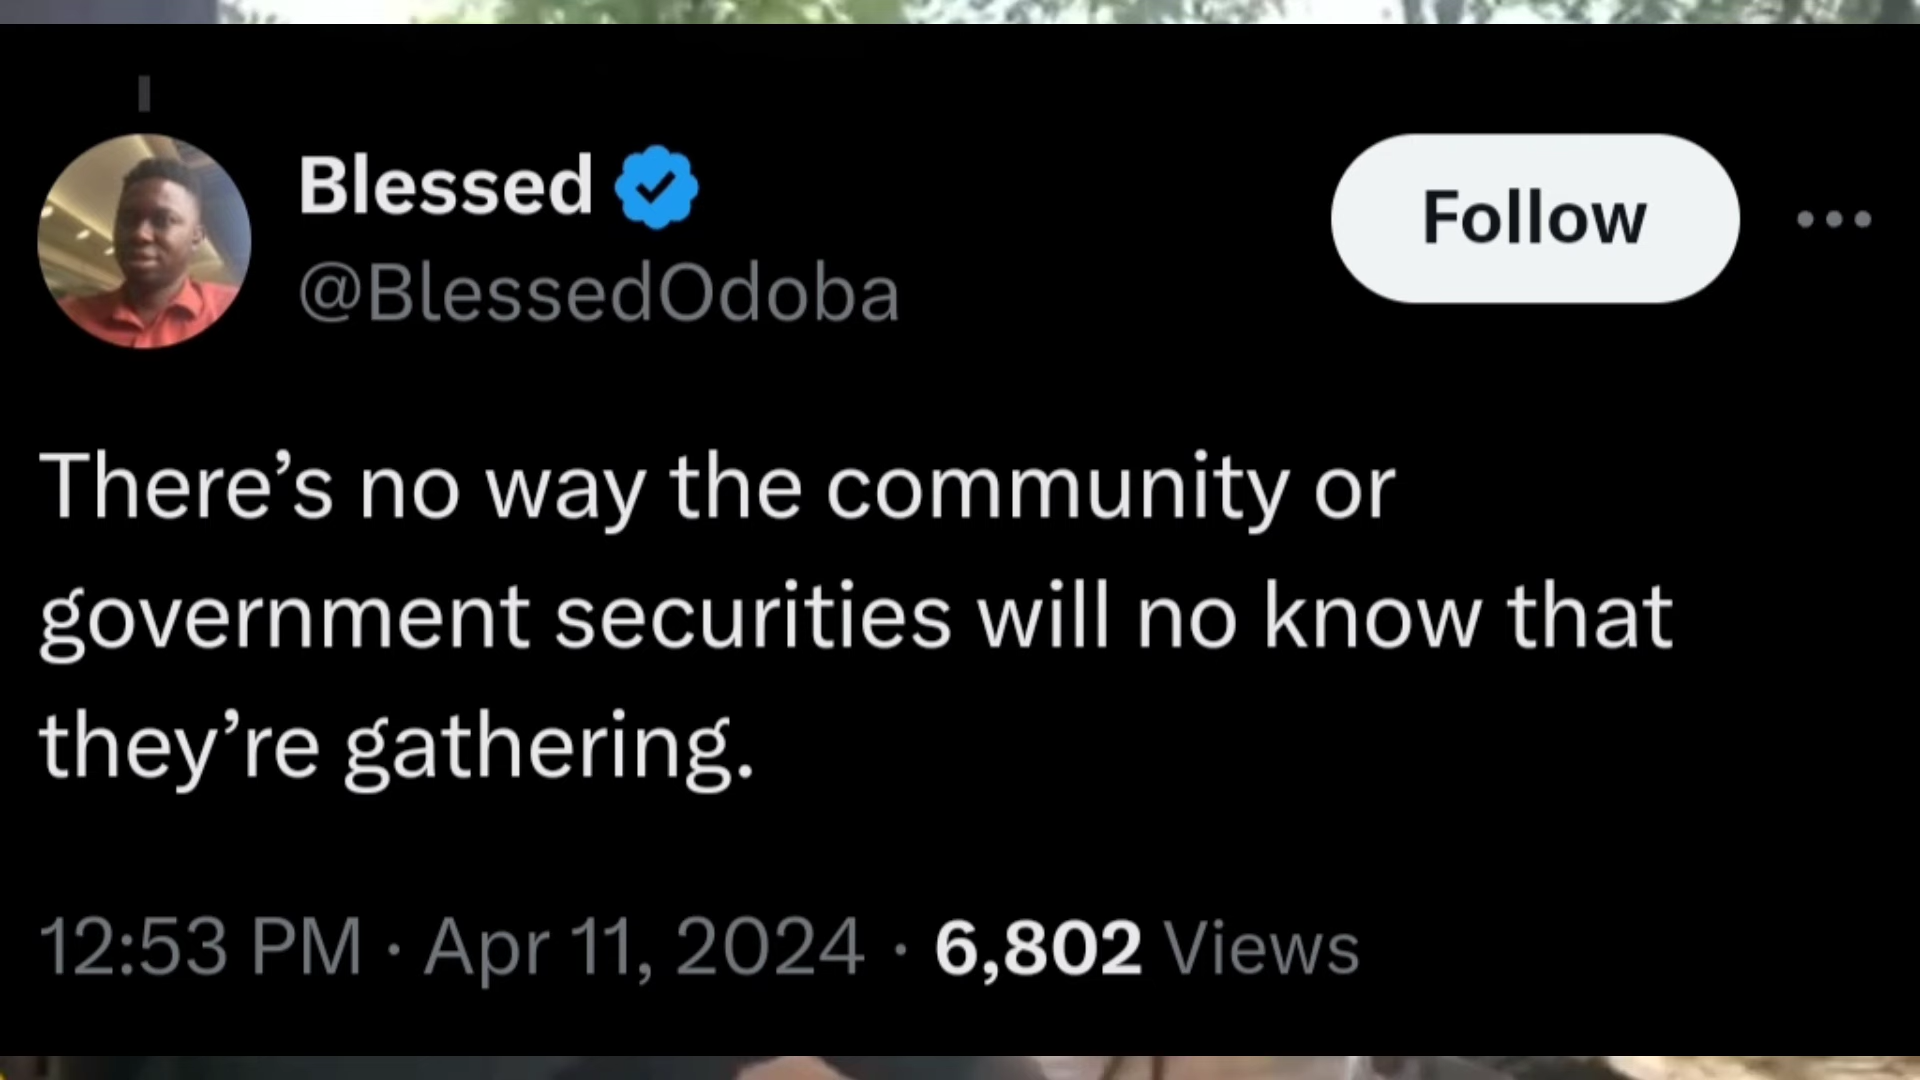 Blessed
@BlessedOdoba
Follow
There’s no way the community or
government securities will no know that
they’re gathering.
12:53 PM · Apr 11, 2024 · 6,802 Views